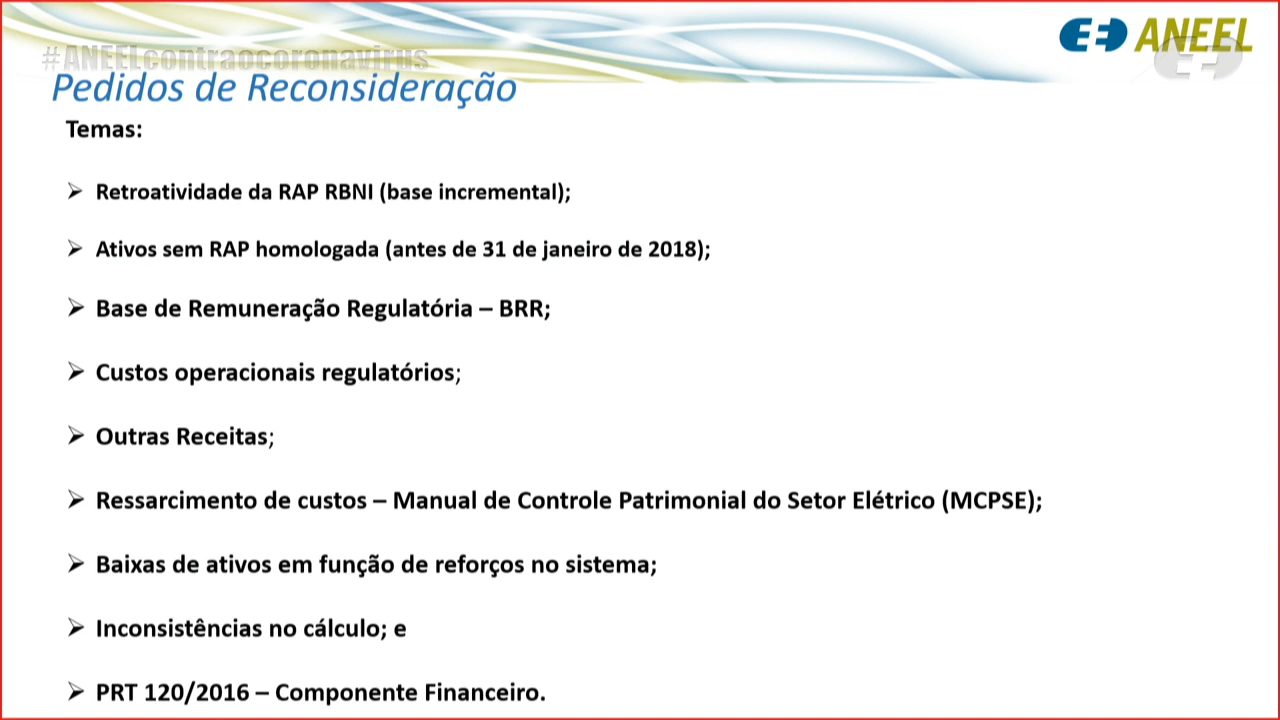 #ANEELcontraocoronavirus
ANEEL
Pedidos de Reconsideração
Temas:
➢ Retroatividade da RAP RBNI (base incremental);
➢ Ativos sem RAP homologada (antes de 31 de janeiro de 2018);
➢ Base de Remuneração Regulatória – BRR;
➢ Custos operacionais regulatórios;
➢ Outras Receitas;
➢ Ressarcimento de custos – Manual de Controle Patrimonial do Setor Elétrico (MCPSE);
➢ Baixas de ativos em função de reforços no sistema;
➢ Inconsistências no cálculo; e
➢ PRT 120/2016 – Componente Financeiro.